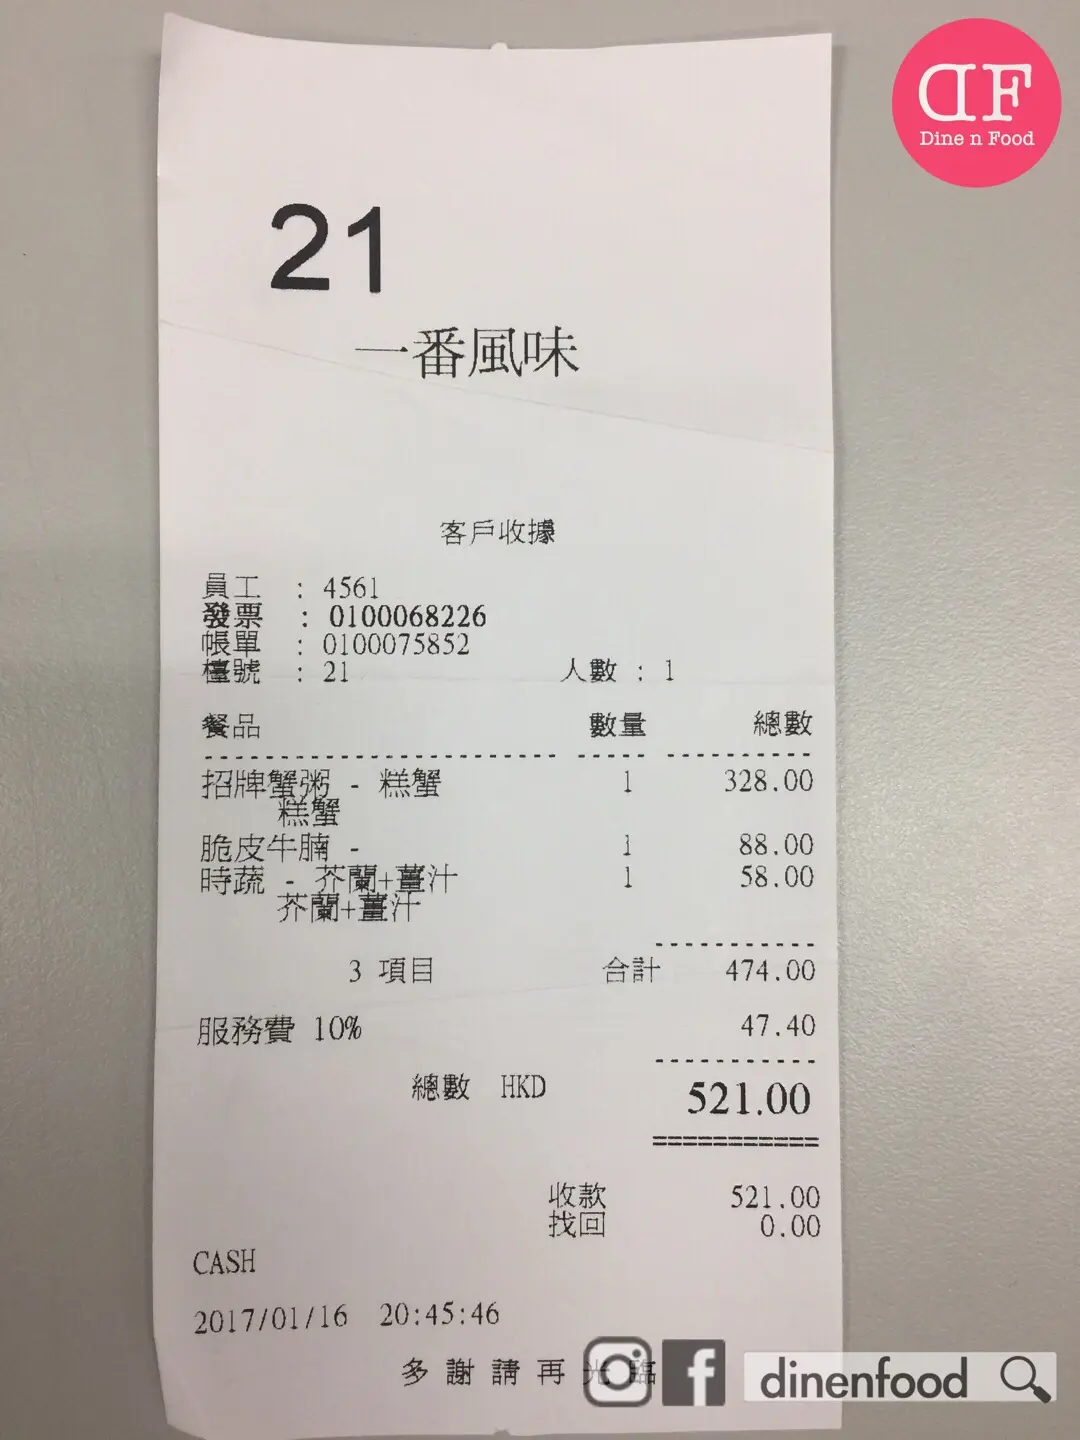 DF
Dine n Food
21
一番風味
客戶收據
員工 : 4561
發票 : 0100068226
帳單 : 0100075852
檯號 : 21 人數 : 1
餐品 數量 總數
招牌蟹粥 - 糕蟹 1 328.00
糕蟹
脆皮牛腩 - 1 88.00
時蔬 - 芥蘭+薑汁 1 58.00
芥蘭+薑汁
3 項目 合計 474.00
服務費 10% 47.40
總數 HKD 521.00
收款 521.00
找回 0.00
CASH
2017/01/16 20:45:46
多謝請再光臨
dinenfood